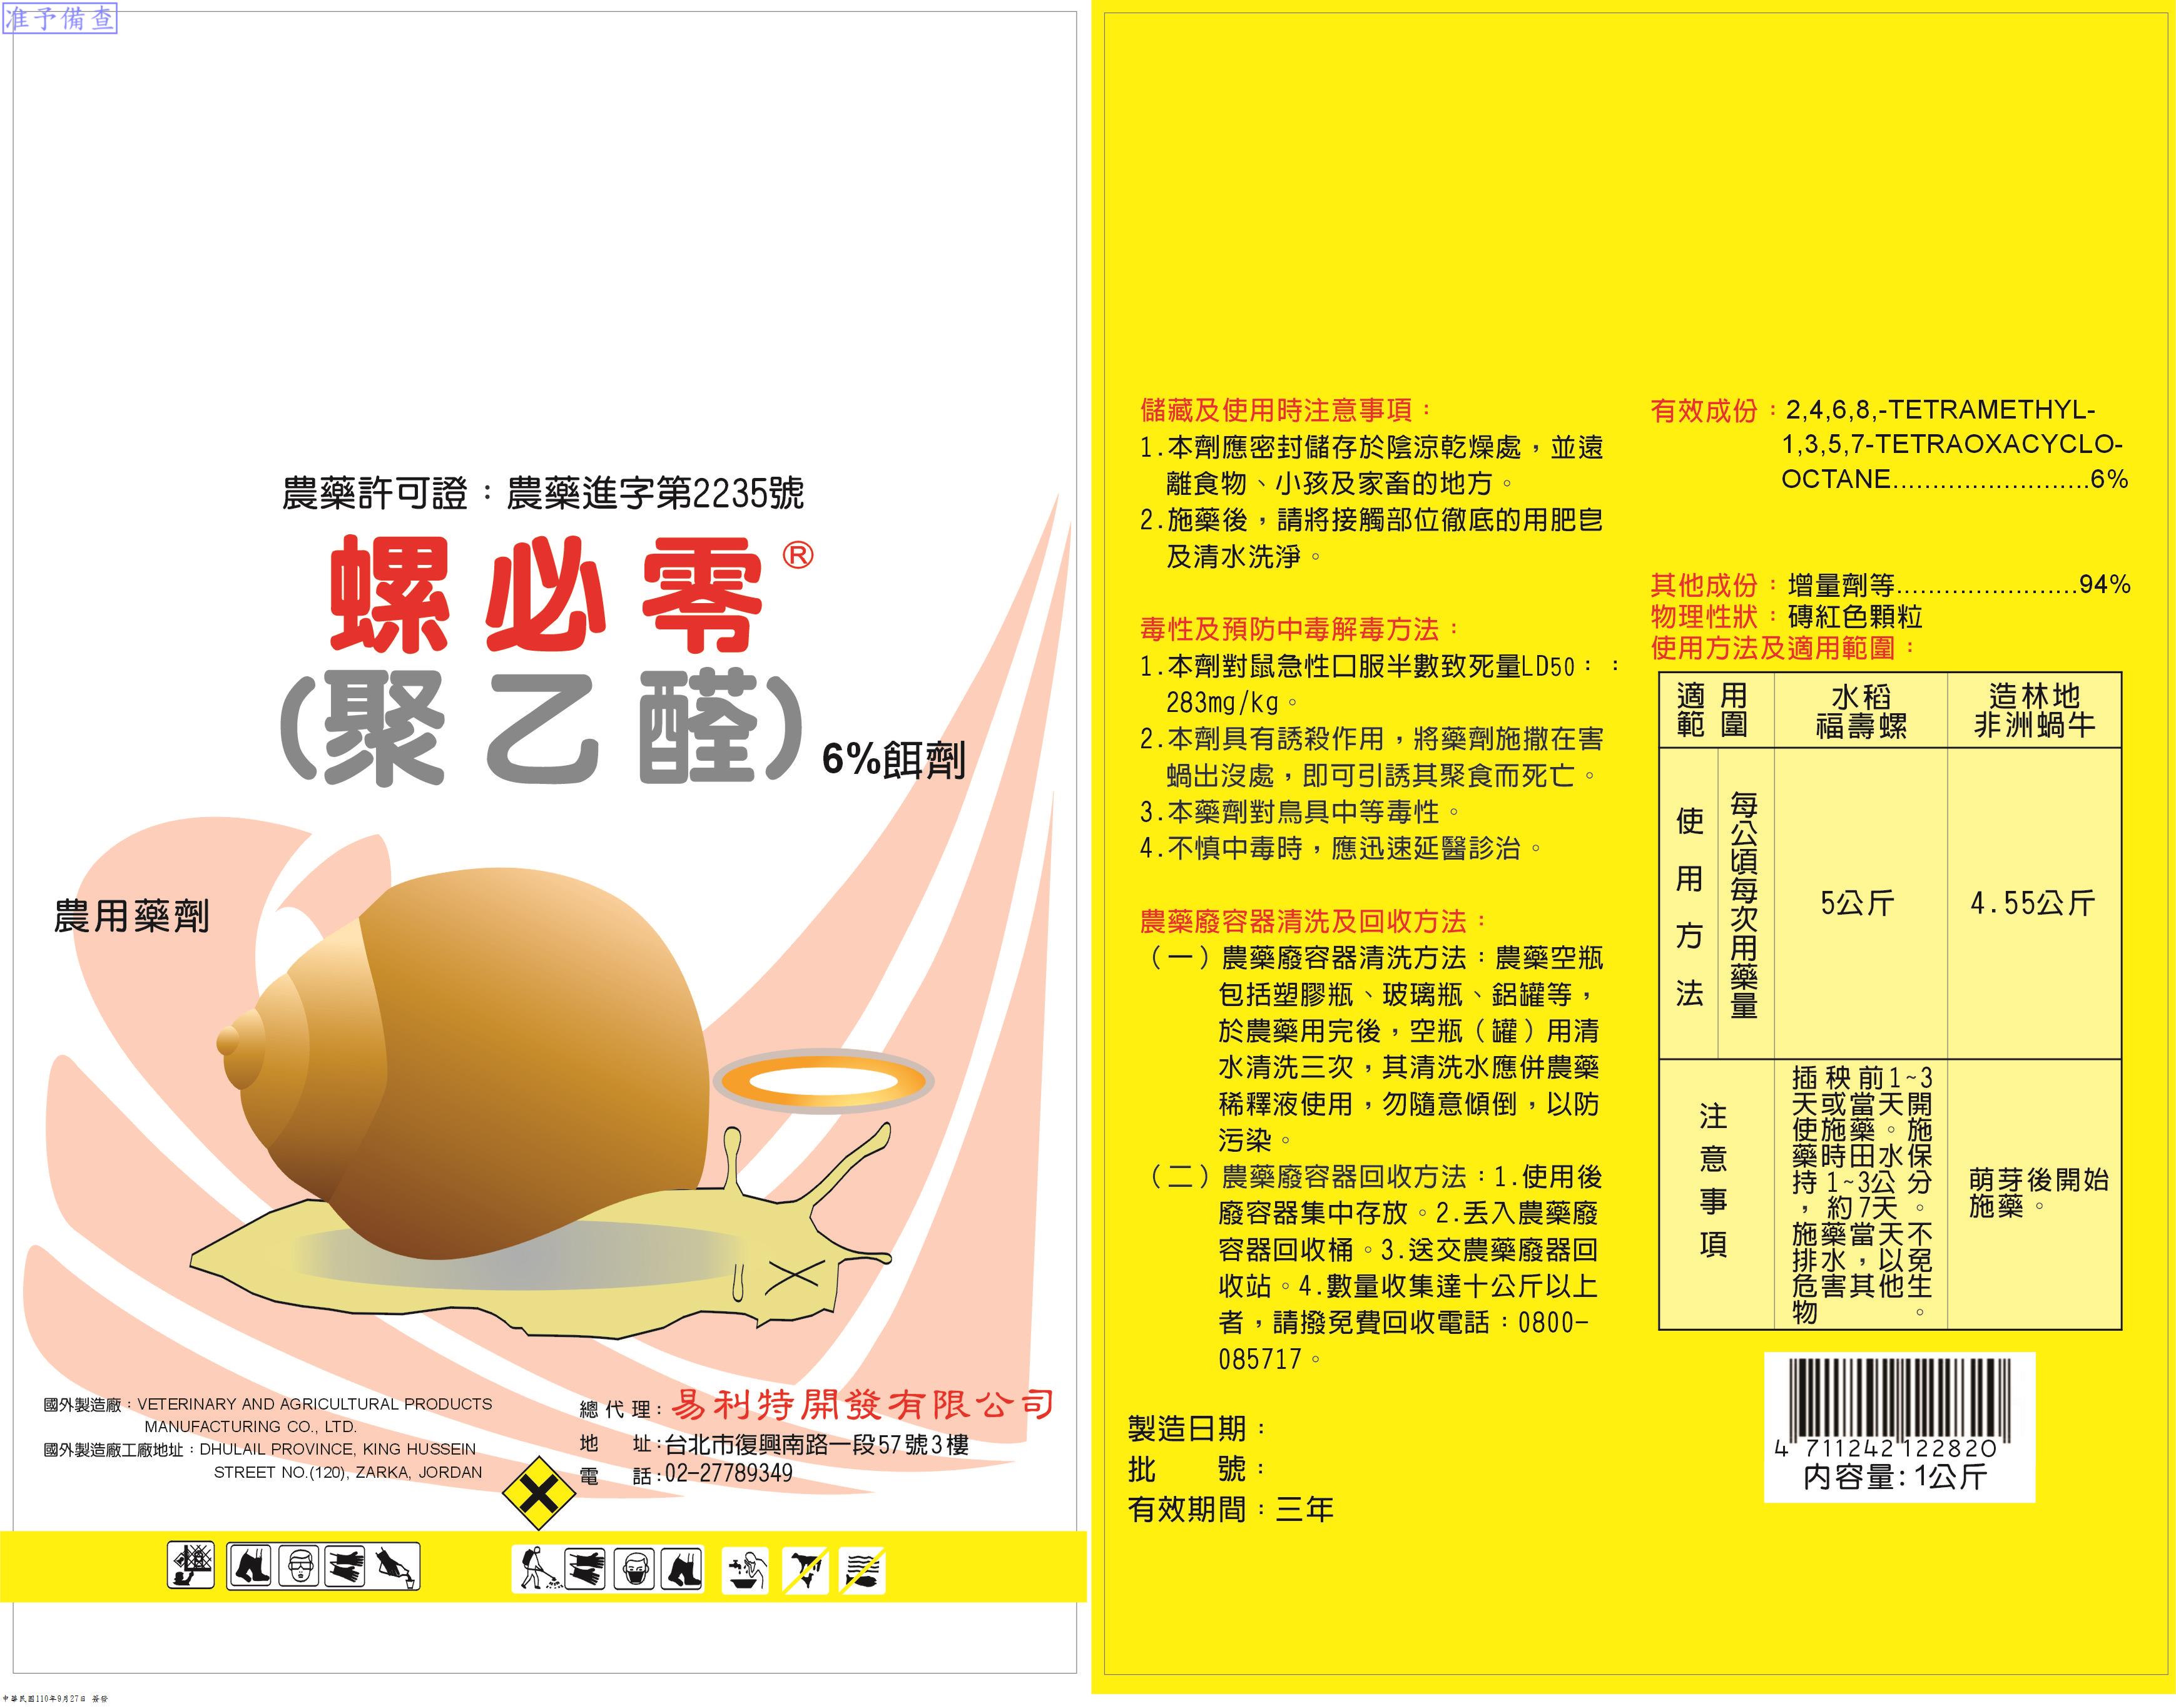 准予備查
農藥許可證：農藥進字第2235號
螺必零®
(聚乙醛) 6%餌劑
農用藥劑
國外製造廠：VETERINARY AND AGRICULTURAL PRODUCTS
MANUFACTURING CO., LTD.
國外製造廠工廠地址：DHULAIL PROVINCE, KING HUSSEIN
STREET NO.(120), ZARKA, JORDAN
總代理:易利特開發有限公司
地　址:台北市復興南路一段57號3樓
電　話:02-27789349
中華民國110年9月27日 簽發
儲藏及使用時注意事項：
1.本劑應密封儲存於陰涼乾燥處，並遠
離食物、小孩及家畜的地方。
2.施藥後，請將接觸部位徹底的用肥皂
及清水洗淨。
毒性及預防中毒解毒方法：
1.本劑對鼠急性口服半數致死量LD50：：
283mg/kg。
2.本劑具有誘殺作用，將藥劑施撒在害
蝸出沒處，即可引誘其聚食而死亡。
3.本藥劑對鳥具中等毒性。
4.不慎中毒時，應迅速延醫診治。
農藥廢容器清洗及回收方法：
（一）農藥廢容器清洗方法：農藥空瓶
包括塑膠瓶、玻璃瓶、鋁罐等，
於農藥用完後，空瓶（罐）用清
水清洗三次，其清洗水應併農藥
稀釋液使用，勿隨意傾倒，以防
污染。
（二）農藥廢容器回收方法：1.使用後
廢容器集中存放。2.丟入農藥廢
容器回收桶。3.送交農藥廢器回
收站。4.數量收集達十公斤以上
者，請撥免費回收電話：0800-
085717。
製造日期：
批　　號：
有效期間：三年
有效成份：2,4,6,8,-TETRAMETHYL-
1,3,5,7-TETRAOXACYCLO-
OCTANE.........................6%
其他成份：增量劑等.......................94%
物理性狀：磚紅色顆粒
使用方法及適用範圍：
適用
範圍
水稻
福壽螺
造林地
非洲蝸牛
使用方法
每公頃每次用藥量
5公斤
4.55公斤
注意事項
插秧前1~3
天或當天開
使施藥。施
藥時田水保
持1~3公分
，約7天。
施藥當天不
排水，以免
危害其他生
物。
萌芽後開始
施藥。
4 711242 122820
內容量:1公斤